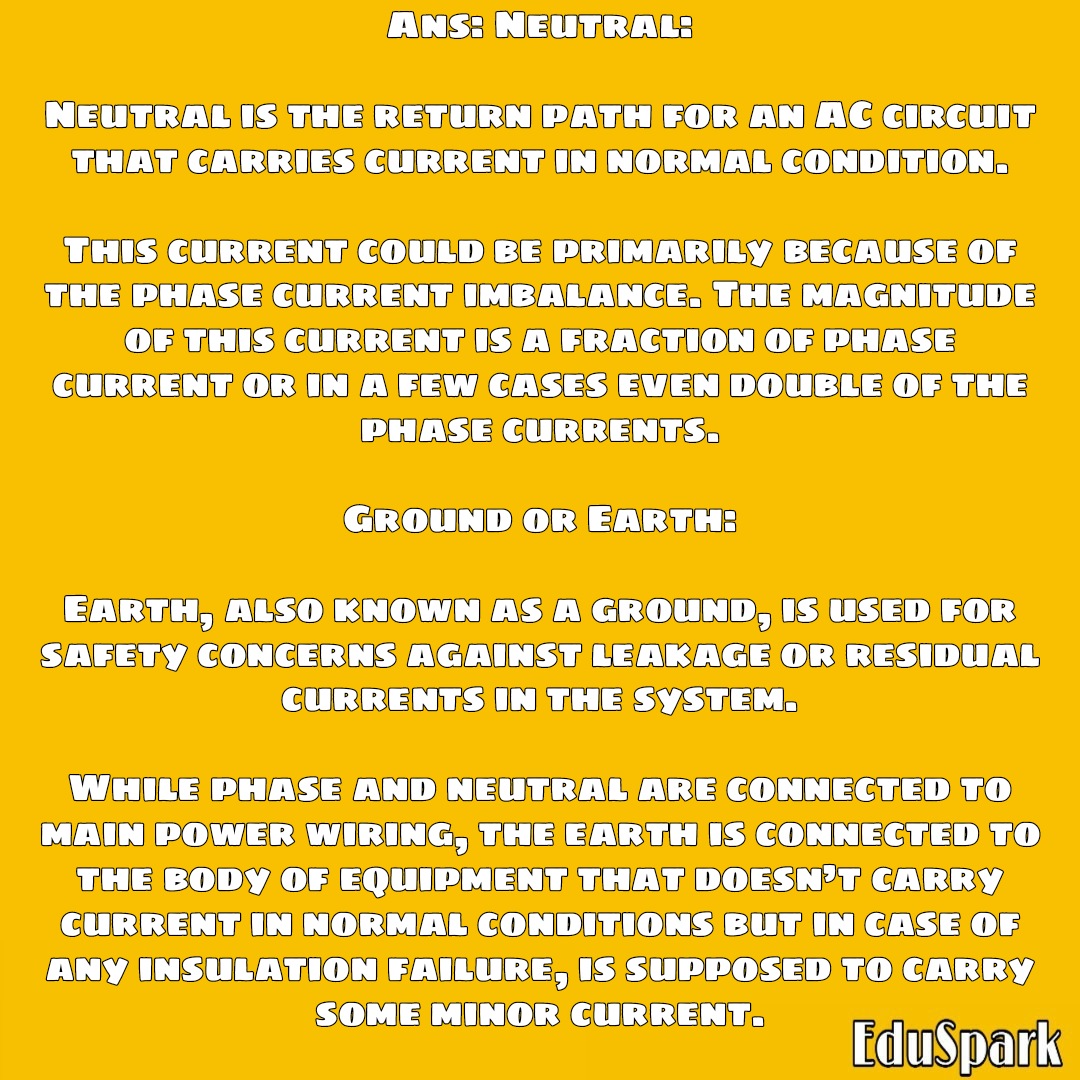 Ans: Neutral:
Neutral is the return path for an AC circuit
that carries current in normal condition.
This current could be primarily because of
the phase current imbalance. The magnitude
of this current is a fraction of phase
current or in a few cases even double of the
phase currents.
Ground or Earth:
Earth, also known as a ground, is used for
safety concerns against leakage or residual
currents in the system.
While phase and neutral are connected to
main power wiring, the earth is connected to
the body of equipment that doesn’t carry
current in normal conditions but in case of
any insulation failure, is supposed to carry
some minor current.
EduSpark